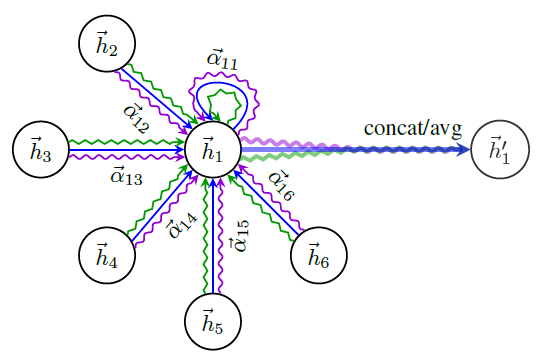 h⃗₂
α⃗₁₁
α⃗₁₂
concat/avg
h⃗₃
h⃗₁
h⃗′₁
α⃗₁₃
α⃗₁₆
α⃗₁₄
α⃗₁₅
h⃗₄
h⃗₆
h⃗₅